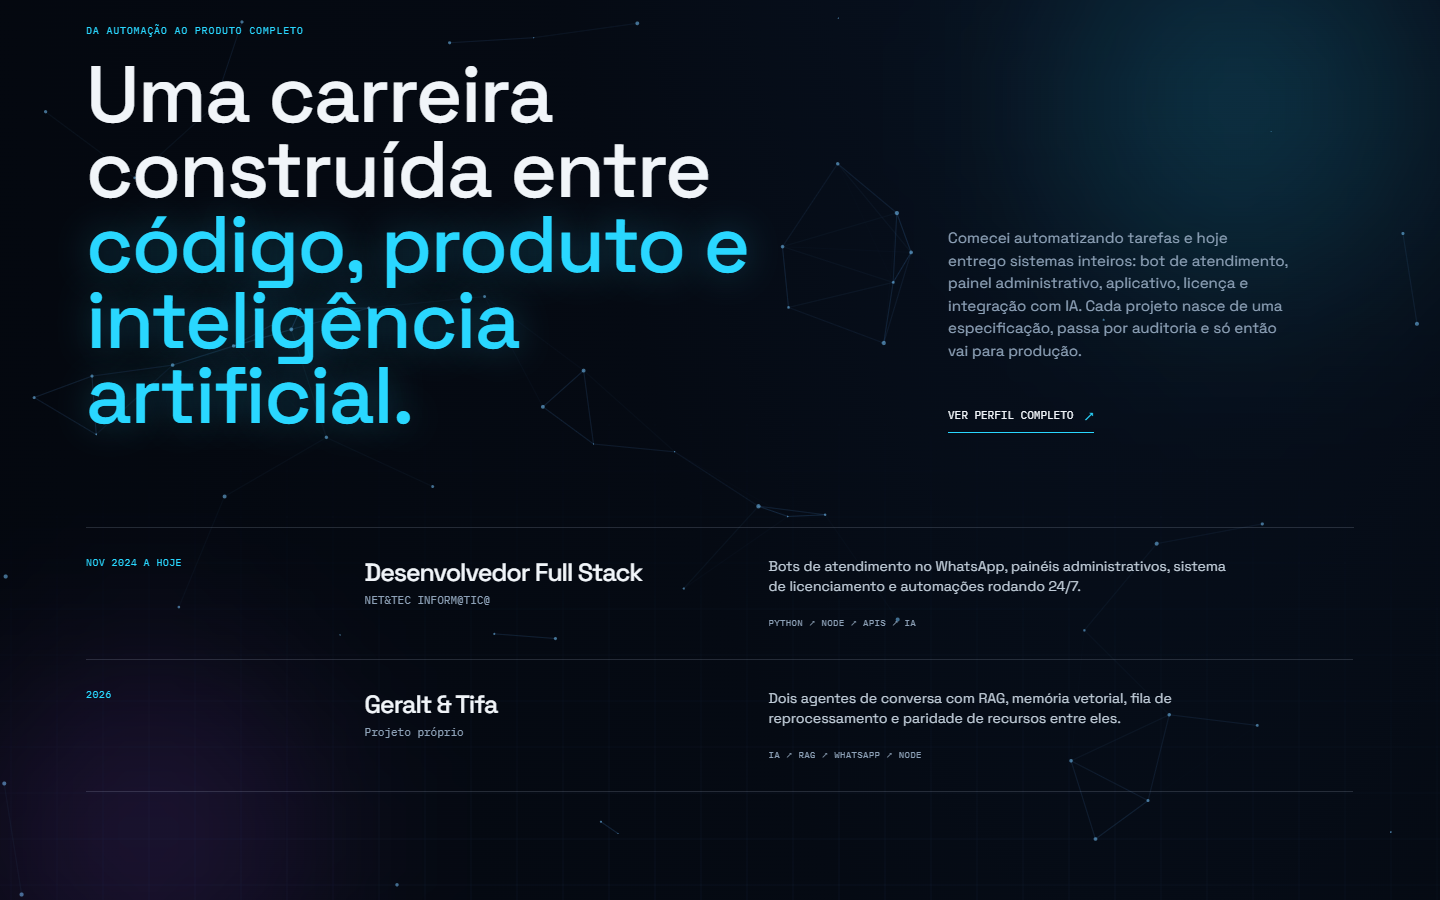 DA AUTOMAÇÃO AO PRODUTO COMPLETO
Uma carreira
construída entre
código, produto e
inteligência
artificial.
Comecei automatizando tarefas e hoje
entrego sistemas inteiros: bot de atendimento,
painel administrativo, aplicativo, licença e
integração com IA. Cada projeto nasce de uma
especificação, passa por auditoria e só então
vai para produção.
VER PERFIL COMPLETO ↗
NOV 2024 A HOJE
Desenvolvedor Full Stack
NET&TEC INFORM@TIC@
Bots de atendimento no WhatsApp, painéis administrativos, sistema
de licenciamento e automações rodando 24/7.
PYTHON ↗ NODE ↗ APIS ↗ IA
2026
Geralt & Tifa
Projeto próprio
Dois agentes de conversa com RAG, memória vetorial, fila de
reprocessamento e paridade de recursos entre eles.
IA ↗ RAG ↗ WHATSAPP ↗ NODE